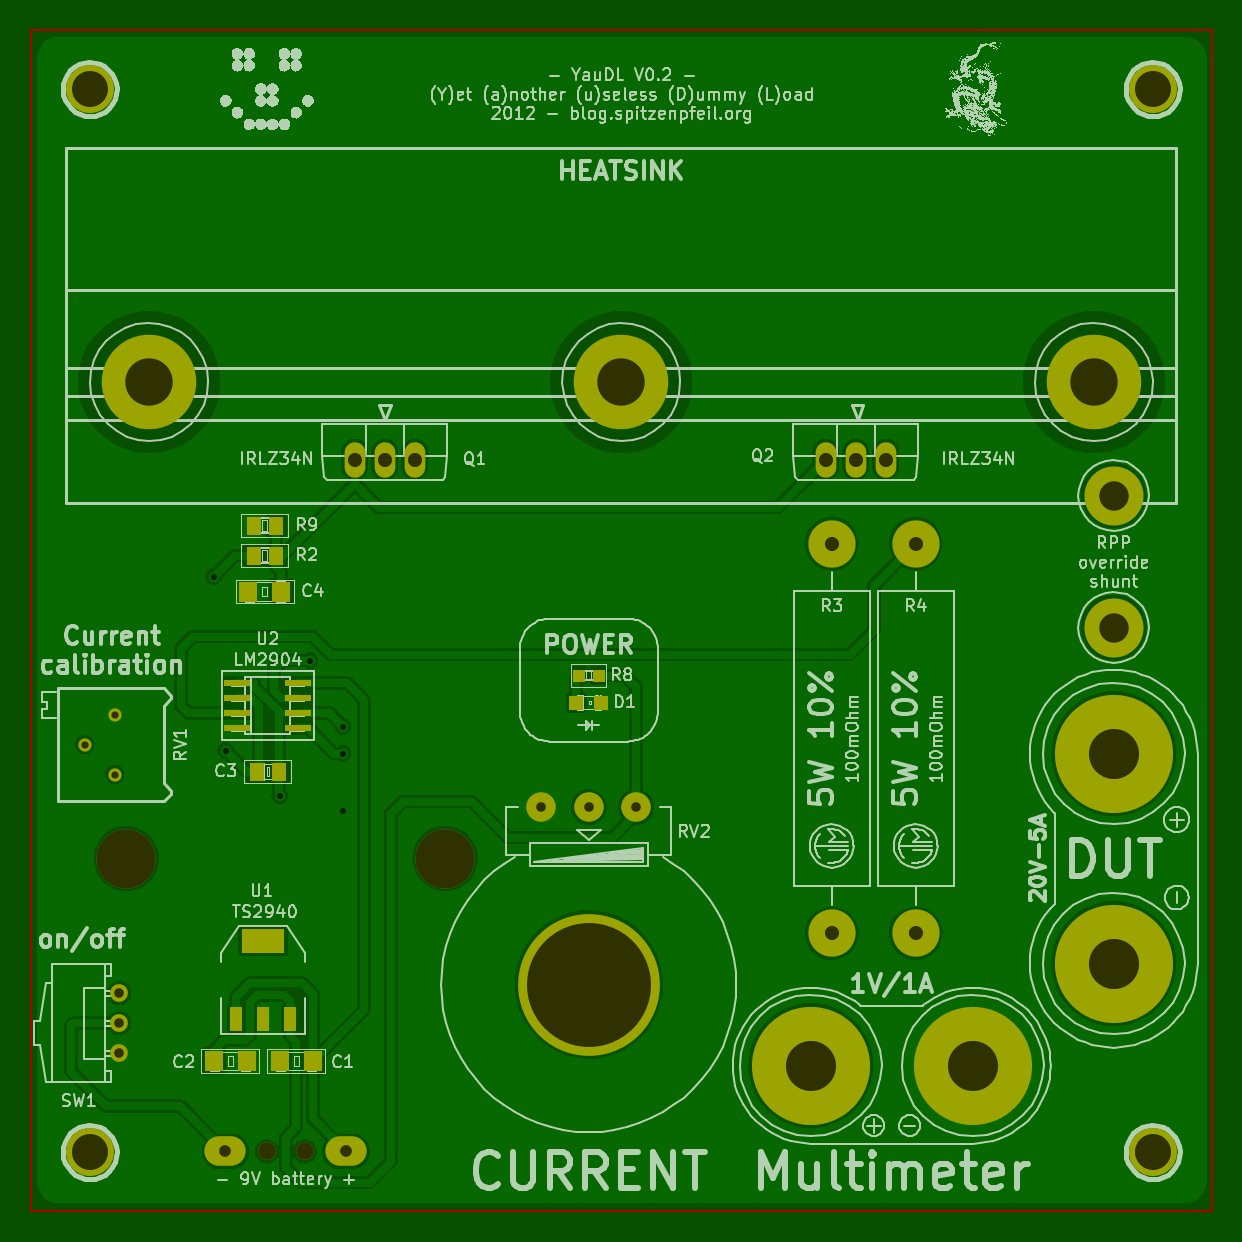 - YauDL V0.2 -
(Y)et (a)nother (u)seless (D)ummy (L)oad
2012 - blog.spitzenpfeil.org
HEATSINK
IRLZ34N
Q1
Q2
IRLZ34N
R9
R2
C4
RPP
override
shunt
R3
R4
Current
calibration
U2
LM2904
POWER
R8
D1
RV1
C3
5W 10%
100mOhm
5W 10%
100mOhm
RV2
20V-5A
DUT
+
-
U1
TS2940
on/off
1V/1A
C2
C1
SW1
+ -
- 9V battery +
CURRENT
Multimeter